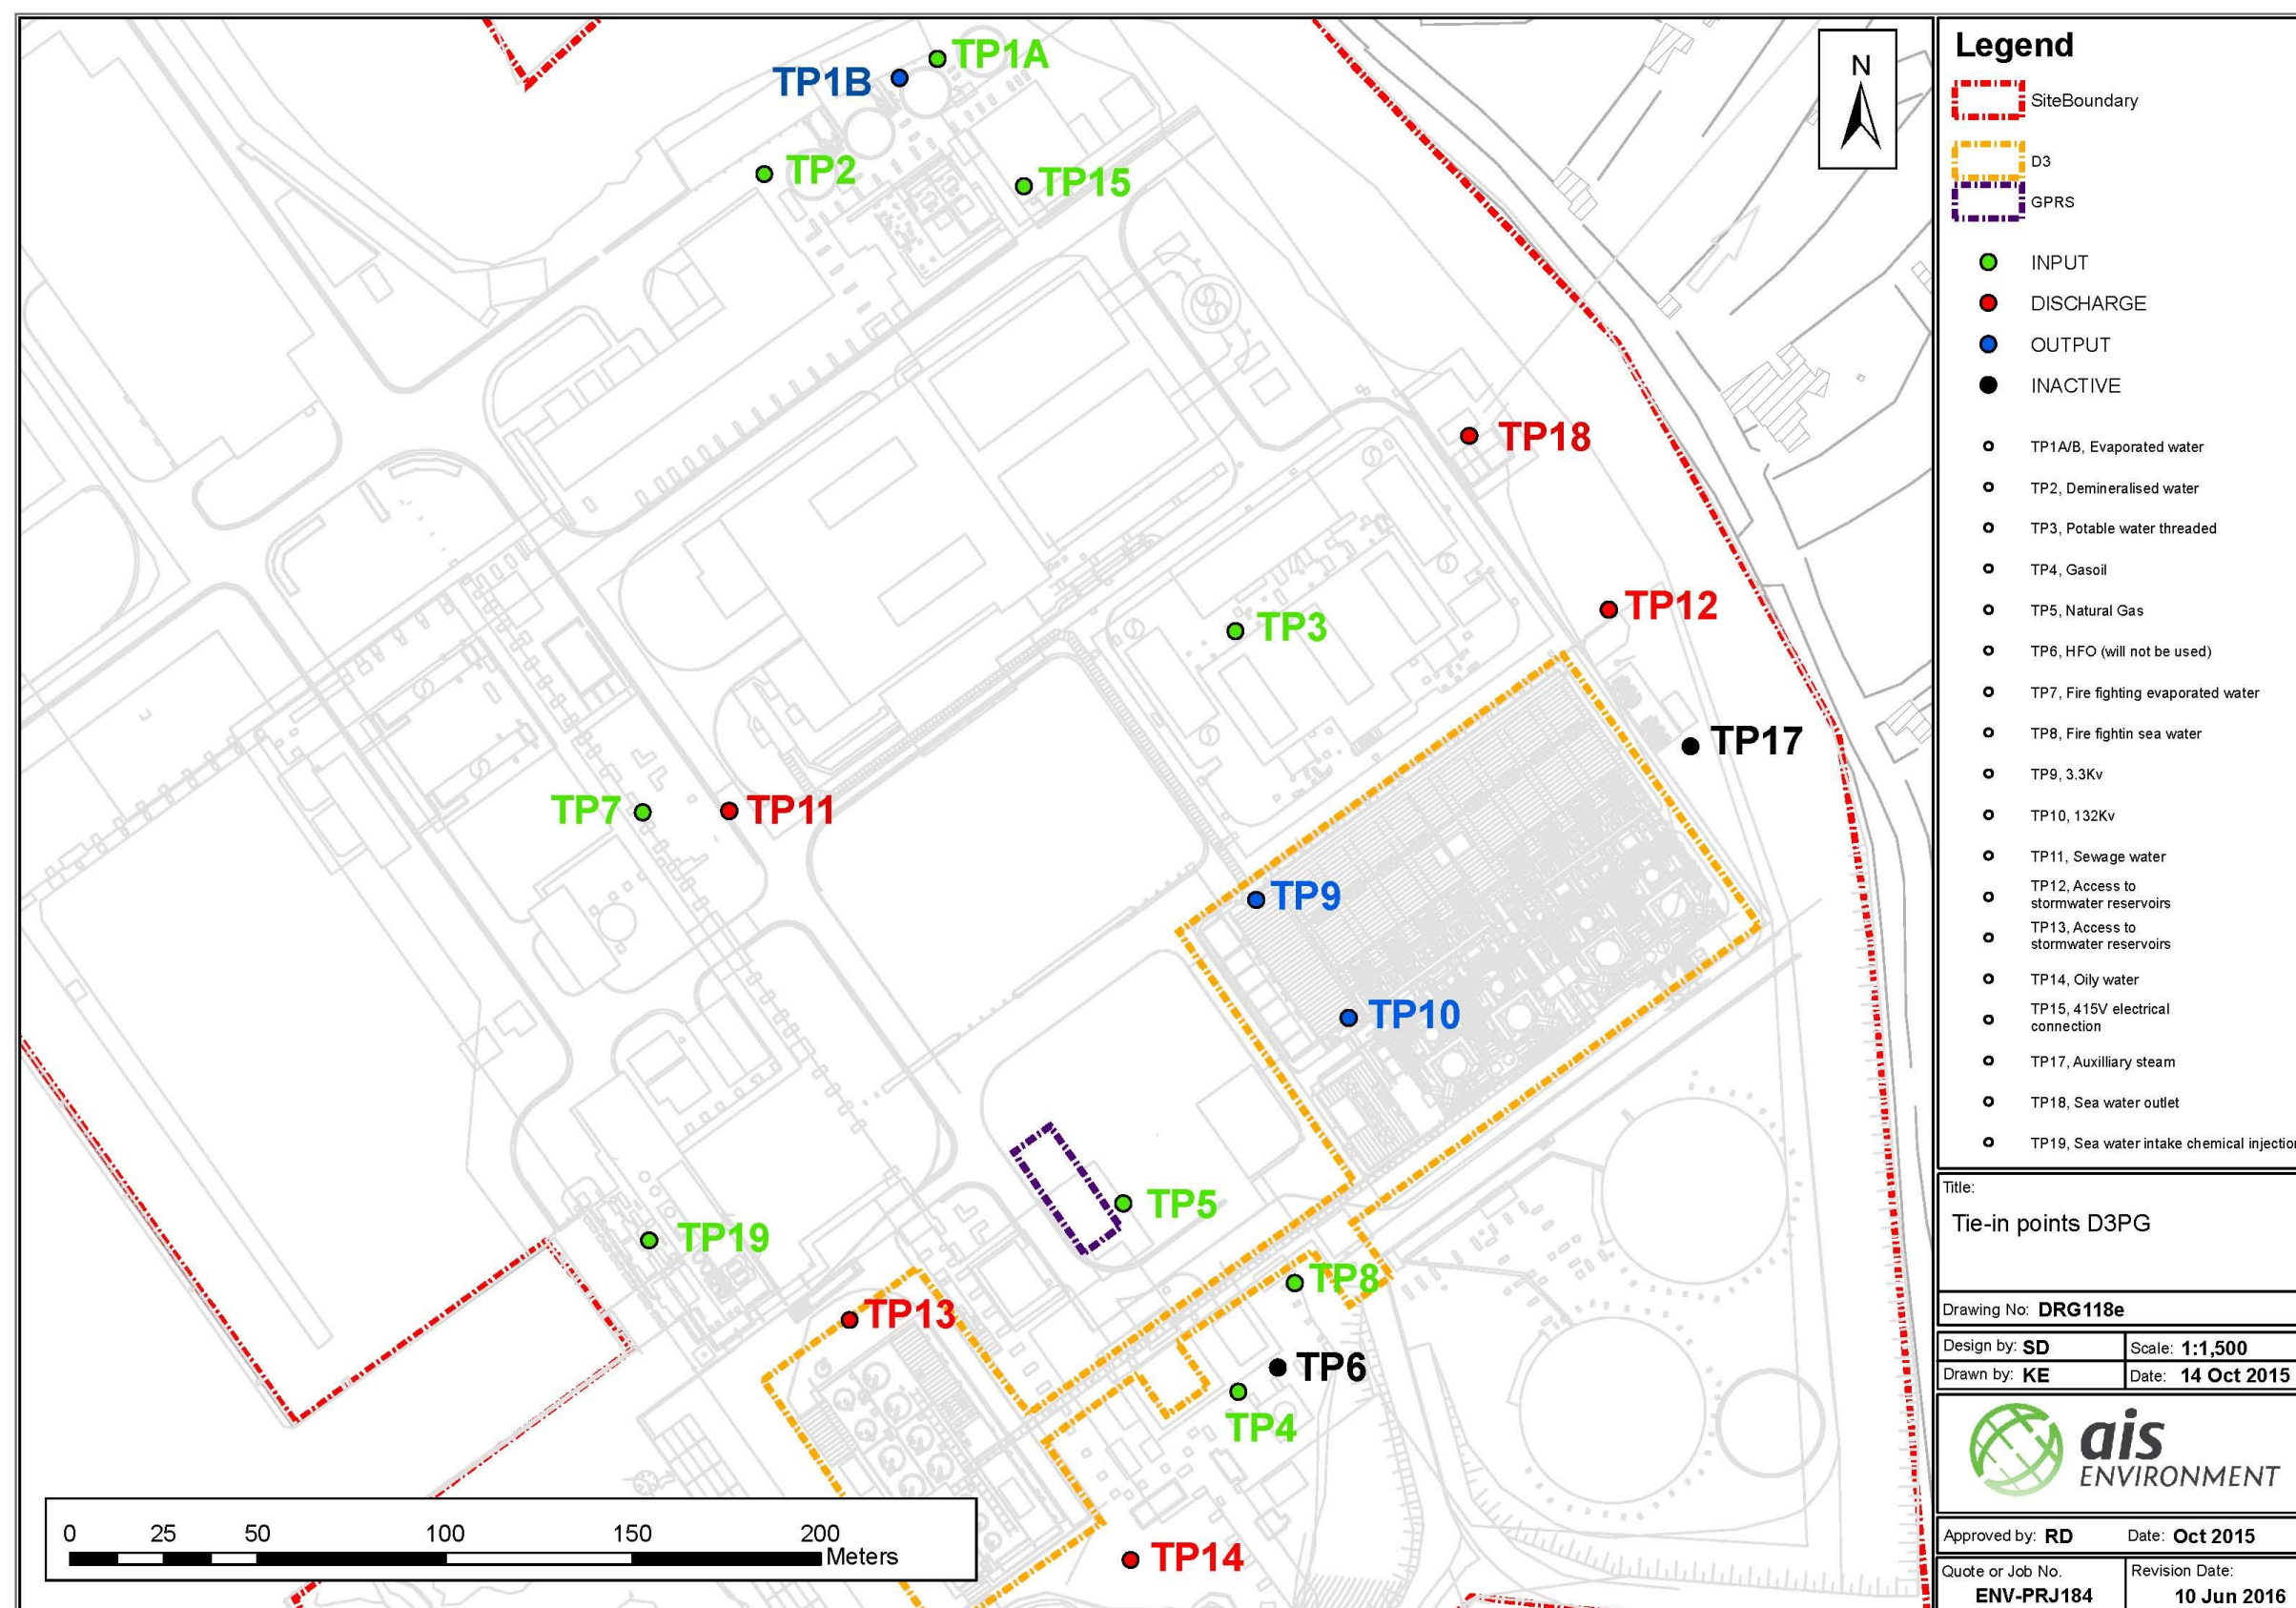 TP1A
TP1B
TP2
TP15
TP18
TP3
TP12
TP17
TP7
TP11
TP9
TP10
TP5
TP19
TP8
TP13
TP6
TP4
TP14
0 25 50 100 150 200
Meters
N
Legend
SiteBoundary
D3
GPRS
INPUT
DISCHARGE
OUTPUT
INACTIVE
TP1A/B, Evaporated water
TP2, Demineralised water
TP3, Potable water threaded
TP4, Gasoil
TP5, Natural Gas
TP6, HFO (will not be used)
TP7, Fire fighting evaporated water
TP8, Fire fightin sea water
TP9, 3.3Kv
TP10, 132Kv
TP11, Sewage water
TP12, Access to
stormwater reservoirs
TP13, Access to
stormwater reservoirs
TP14, Oily water
TP15, 415V electrical
connection
TP17, Auxilliary steam
TP18, Sea water outlet
TP19, Sea water intake chemical injection
Title:
Tie-in points D3PG
Drawing No: DRG118e
Design by: SD Scale: 1:1,500
Drawn by: KE Date: 14 Oct 2015
ais
ENVIRONMENT
Approved by: RD Date: Oct 2015
Quote or Job No. Revision Date:
ENV-PRJ184 10 Jun 2016